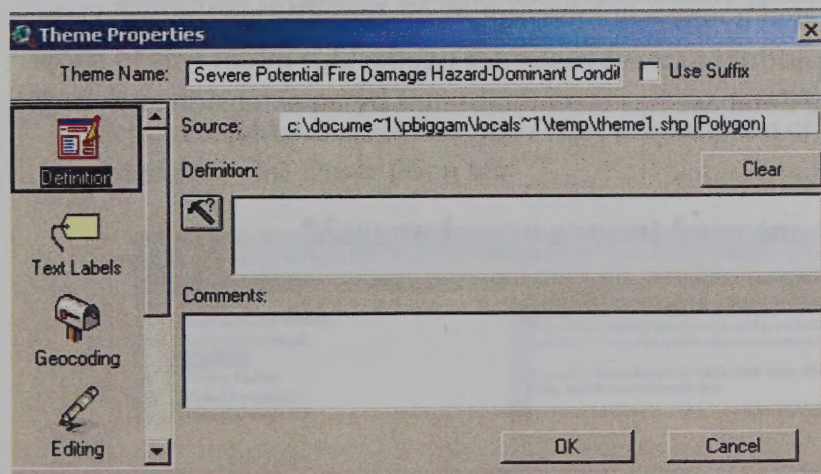 Theme Properties
Theme Name: Severe Potential Fire Damage Hazard-Dominant Condit Use Suffix
Source: c:\docume~1\pbiggam\locals~1\temp\theme1.shp (Polygon)
Definition
Definition:
Clear
Text Labels
Comments:
Geocoding
Editing
OK Cancel